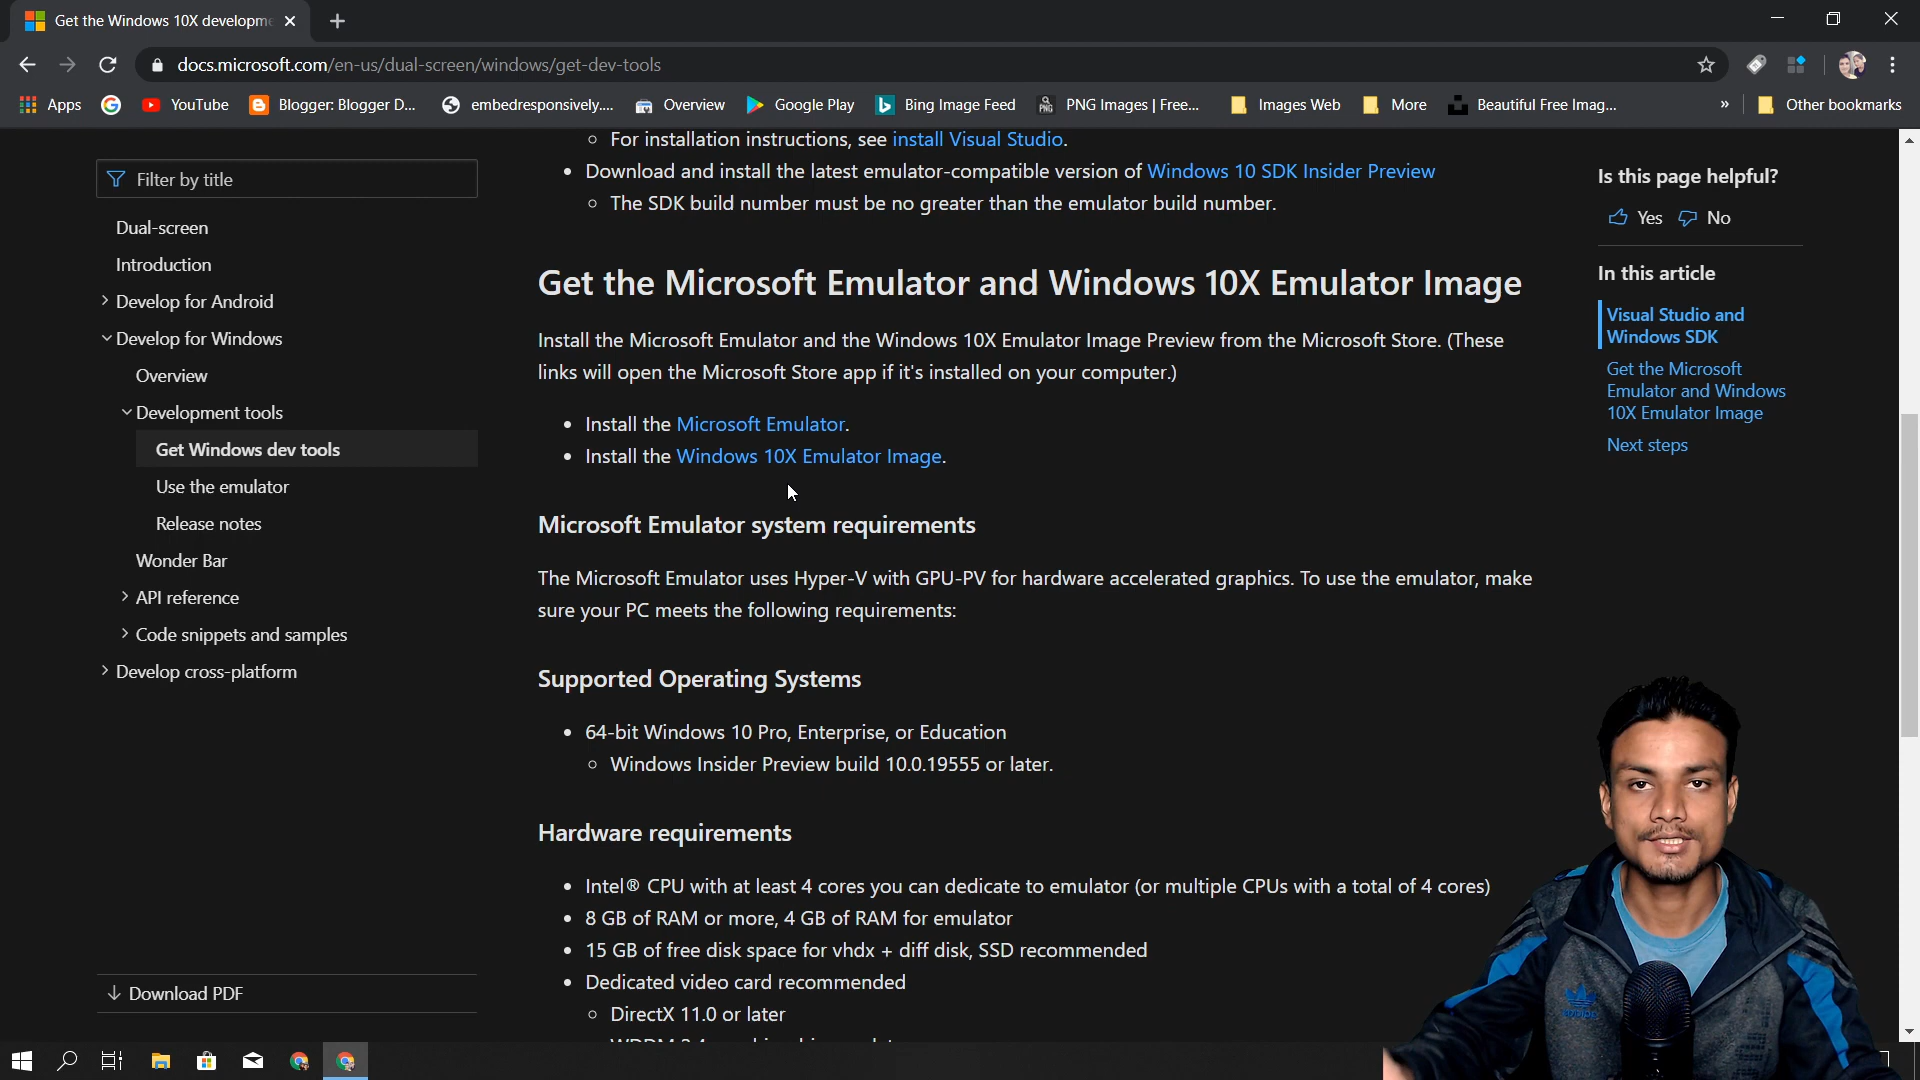 Get the Windows 10X developm
docs.microsoft.com/en-us/dual-screen/windows/get-dev-tools
Apps
YouTube
Blogger: Blogger D...
embedresponsively....
Overview
Google Play
Bing Image Feed
PNG Images | Free...
Images Web
More
Beautiful Free Imag...
»
Other bookmarks
Filter by title
Dual-screen
Introduction
Develop for Android
Develop for Windows
Overview
Development tools
Get Windows dev tools
Use the emulator
Release notes
Wonder Bar
API reference
Code snippets and samples
Develop cross-platform
Download PDF
For installation instructions, see install Visual Studio.
Download and install the latest emulator-compatible version of Windows 10 SDK Insider Preview
The SDK build number must be no greater than the emulator build number.
Get the Microsoft Emulator and Windows 10X Emulator Image
Install the Microsoft Emulator and the Windows 10X Emulator Image Preview from the Microsoft Store. (These
links will open the Microsoft Store app if it's installed on your computer.)
Install the Microsoft Emulator.
Install the Windows 10X Emulator Image.
Microsoft Emulator system requirements
The Microsoft Emulator uses Hyper-V with GPU-PV for hardware accelerated graphics. To use the emulator, make
sure your PC meets the following requirements:
Supported Operating Systems
64-bit Windows 10 Pro, Enterprise, or Education
Windows Insider Preview build 10.0.19555 or later.
Hardware requirements
Intel® CPU with at least 4 cores you can dedicate to emulator (or multiple CPUs with a total of 4 cores)
8 GB of RAM or more, 4 GB of RAM for emulator
15 GB of free disk space for vhdx + diff disk, SSD recommended
Dedicated video card recommended
DirectX 11.0 or later
Is this page helpful?
Yes No
In this article
Visual Studio and
Windows SDK
Get the Microsoft
Emulator and Windows
10X Emulator Image
Next steps
adidas